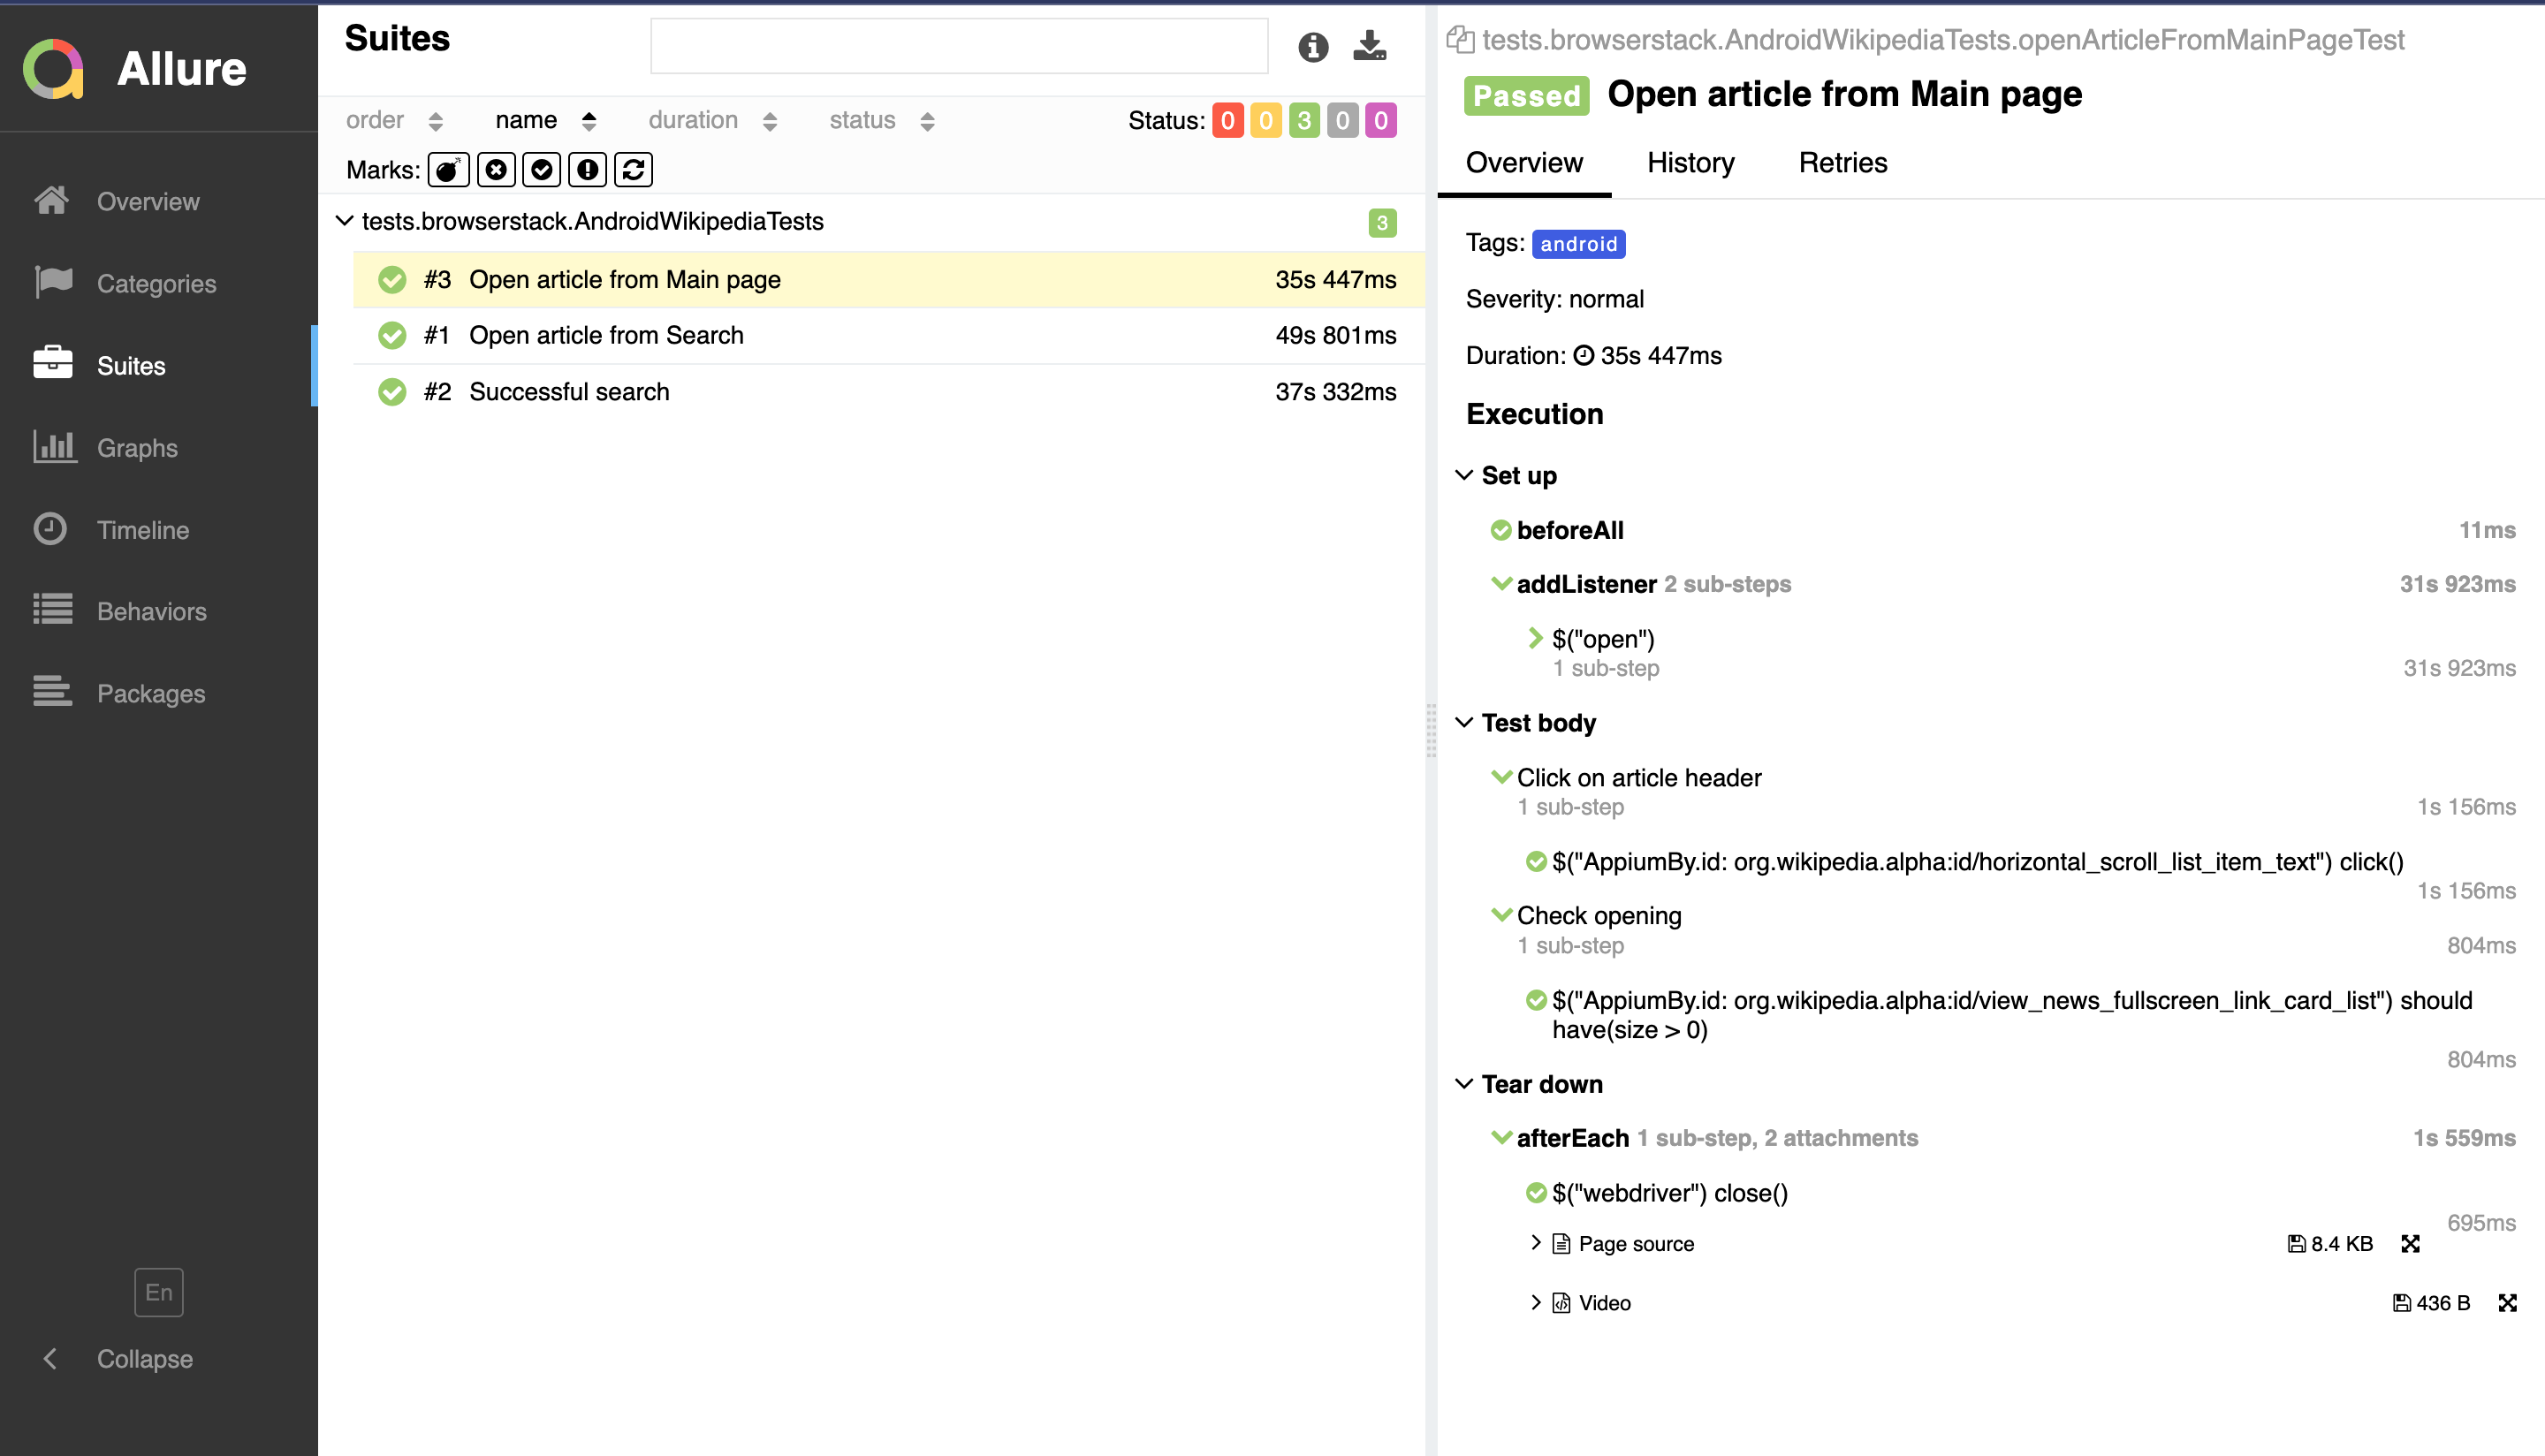 Allure
Overview
Categories
Suites
Graphs
Timeline
Behaviors
Packages
En
Collapse
Suites
order name duration status Status: 0 0 3 0 0
Marks:
tests.browserstack.AndroidWikipediaTests 3
#3 Open article from Main page 35s 447ms
#1 Open article from Search 49s 801ms
#2 Successful search 37s 332ms
tests.browserstack.AndroidWikipediaTests.openArticleFromMainPageTest
Passed Open article from Main page
Overview History Retries
Tags: android
Severity: normal
Duration: 35s 447ms
Execution
Set up
beforeAll 11ms
addListener 2 sub-steps 31s 923ms
$("open")
1 sub-step 31s 923ms
Test body
Click on article header
1 sub-step 1s 156ms
$("AppiumBy.id: org.wikipedia.alpha:id/horizontal_scroll_list_item_text") click()
1s 156ms
Check opening
1 sub-step 804ms
$("AppiumBy.id: org.wikipedia.alpha:id/view_news_fullscreen_link_card_list") should
have(size > 0)
804ms
Tear down
afterEach 1 sub-step, 2 attachments 1s 559ms
$("webdriver") close()
695ms
Page source 8.4 KB
Video 436 B